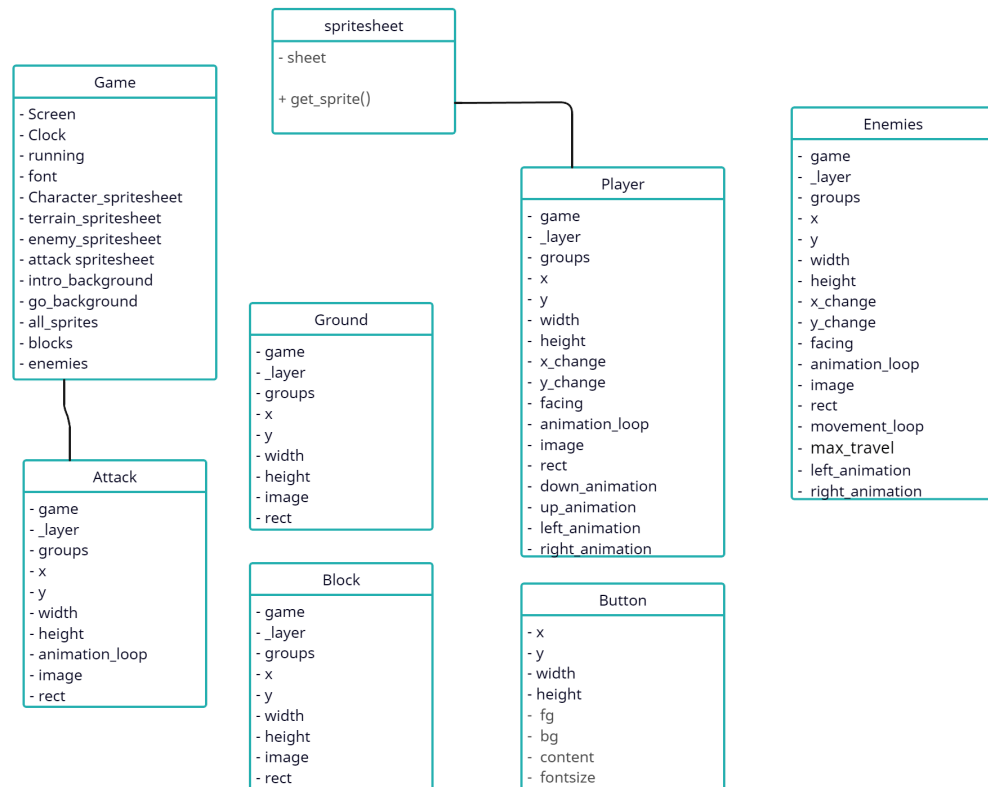 spritesheet
- sheet
+ get_sprite()
Game
- Screen
- Clock
- running
- font
- Character_spritesheet
- terrain_spritesheet
- enemy_spritesheet
- attack spritesheet
- intro_background
- go_background
- all_sprites
- blocks
- enemies
Attack
- game
- _layer
- groups
- x
- y
- width
- height
- animation_loop
- image
- rect
Ground
- game
- _layer
- groups
- x
- y
- width
- height
- image
- rect
Block
- game
- _layer
- groups
- x
- y
- width
- height
- image
- rect
Player
- game
- _layer
- groups
- x
- y
- width
- height
- x_change
- y_change
- facing
- animation_loop
- image
- rect
- down_animation
- up_animation
- left_animation
- right_animation
Button
- x
- y
- width
- height
- fg
- bg
- content
- fontsize
Enemies
- game
- _layer
- groups
- x
- y
- width
- height
- x_change
- y_change
- facing
- animation_loop
- image
- rect
- movement_loop
- max_travel
- left_animation
- right_animation